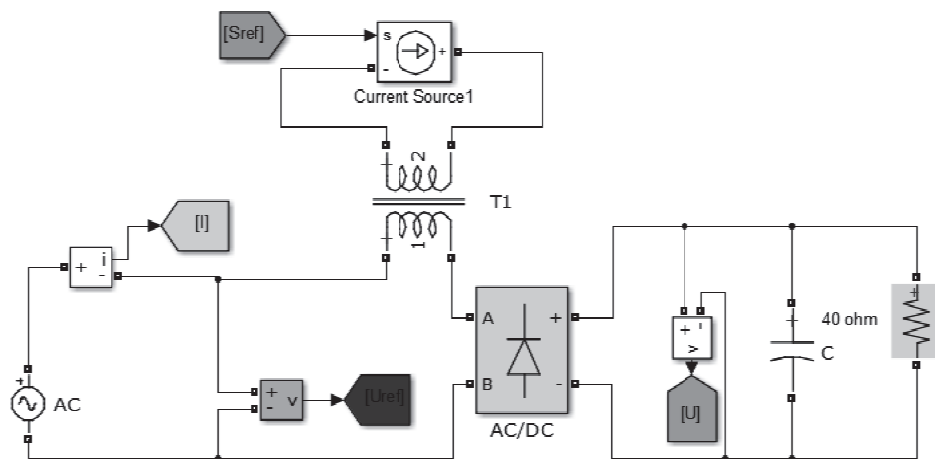 [Sref]
s
+
-
Current Source1
+
2
T1
+
1
[I]
+
i
-
A
+
B
-
AC/DC
+
-
v
[U]
+
C
40 ohm
+
+
AC
+
-
v
[Uref]